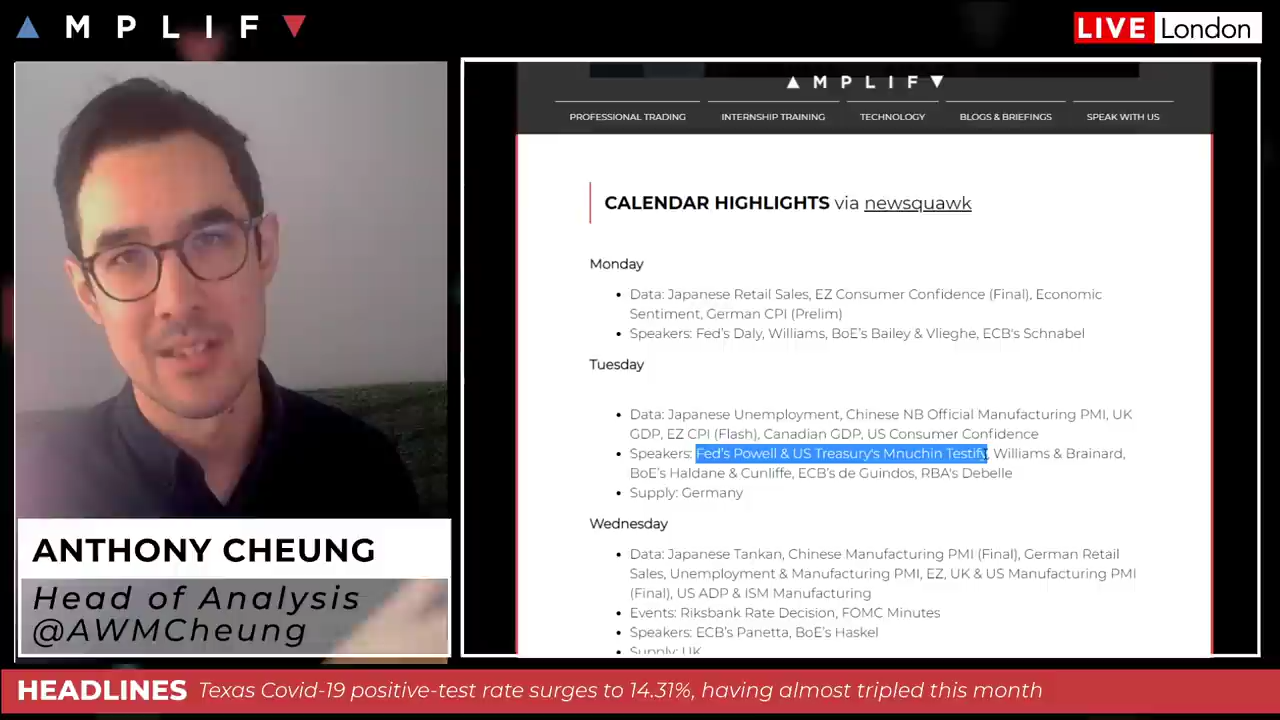 AMPLIFY
LIVE London
AMPLIFY
PROFESSIONAL TRADING
INTERNSHIP TRAINING
TECHNOLOGY
BLOGS & BRIEFINGS
SPEAK WITH US
CALENDAR HIGHLIGHTS via newsquawk
Monday
• Data: Japanese Retail Sales, EZ Consumer Confidence (Final), Economic
Sentiment, German CPI (Prelim)
• Speakers: Fed's Daly, Williams, BoE's Bailey & Vlieghe, ECB's Schnabel
Tuesday
• Data: Japanese Unemployment, Chinese NB Official Manufacturing PMI, UK
GDP, EZ CPI (Flash), Canadian GDP, US Consumer Confidence
• Speakers: Fed's Powell & US Treasury's Mnuchin Testify, Williams & Brainard,
BoE's Haldane & Cunliffe, ECB's de Guindos, RBA's Debelle
• Supply: Germany
Wednesday
• Data: Japanese Tankan, Chinese Manufacturing PMI (Final), German Retail
Sales, Unemployment & Manufacturing PMI, EZ, UK & US Manufacturing PMI
(Final), US ADP & ISM Manufacturing
• Events: Riksbank Rate Decision, FOMC Minutes
• Speakers: ECB's Panetta, BoE's Haskel
• Supply: UK
ANTHONY CHEUNG
Head of Analysis
@AWMCheung
HEADLINES Texas Covid-19 positive-test rate surges to 14.31%, having almost tripled this month